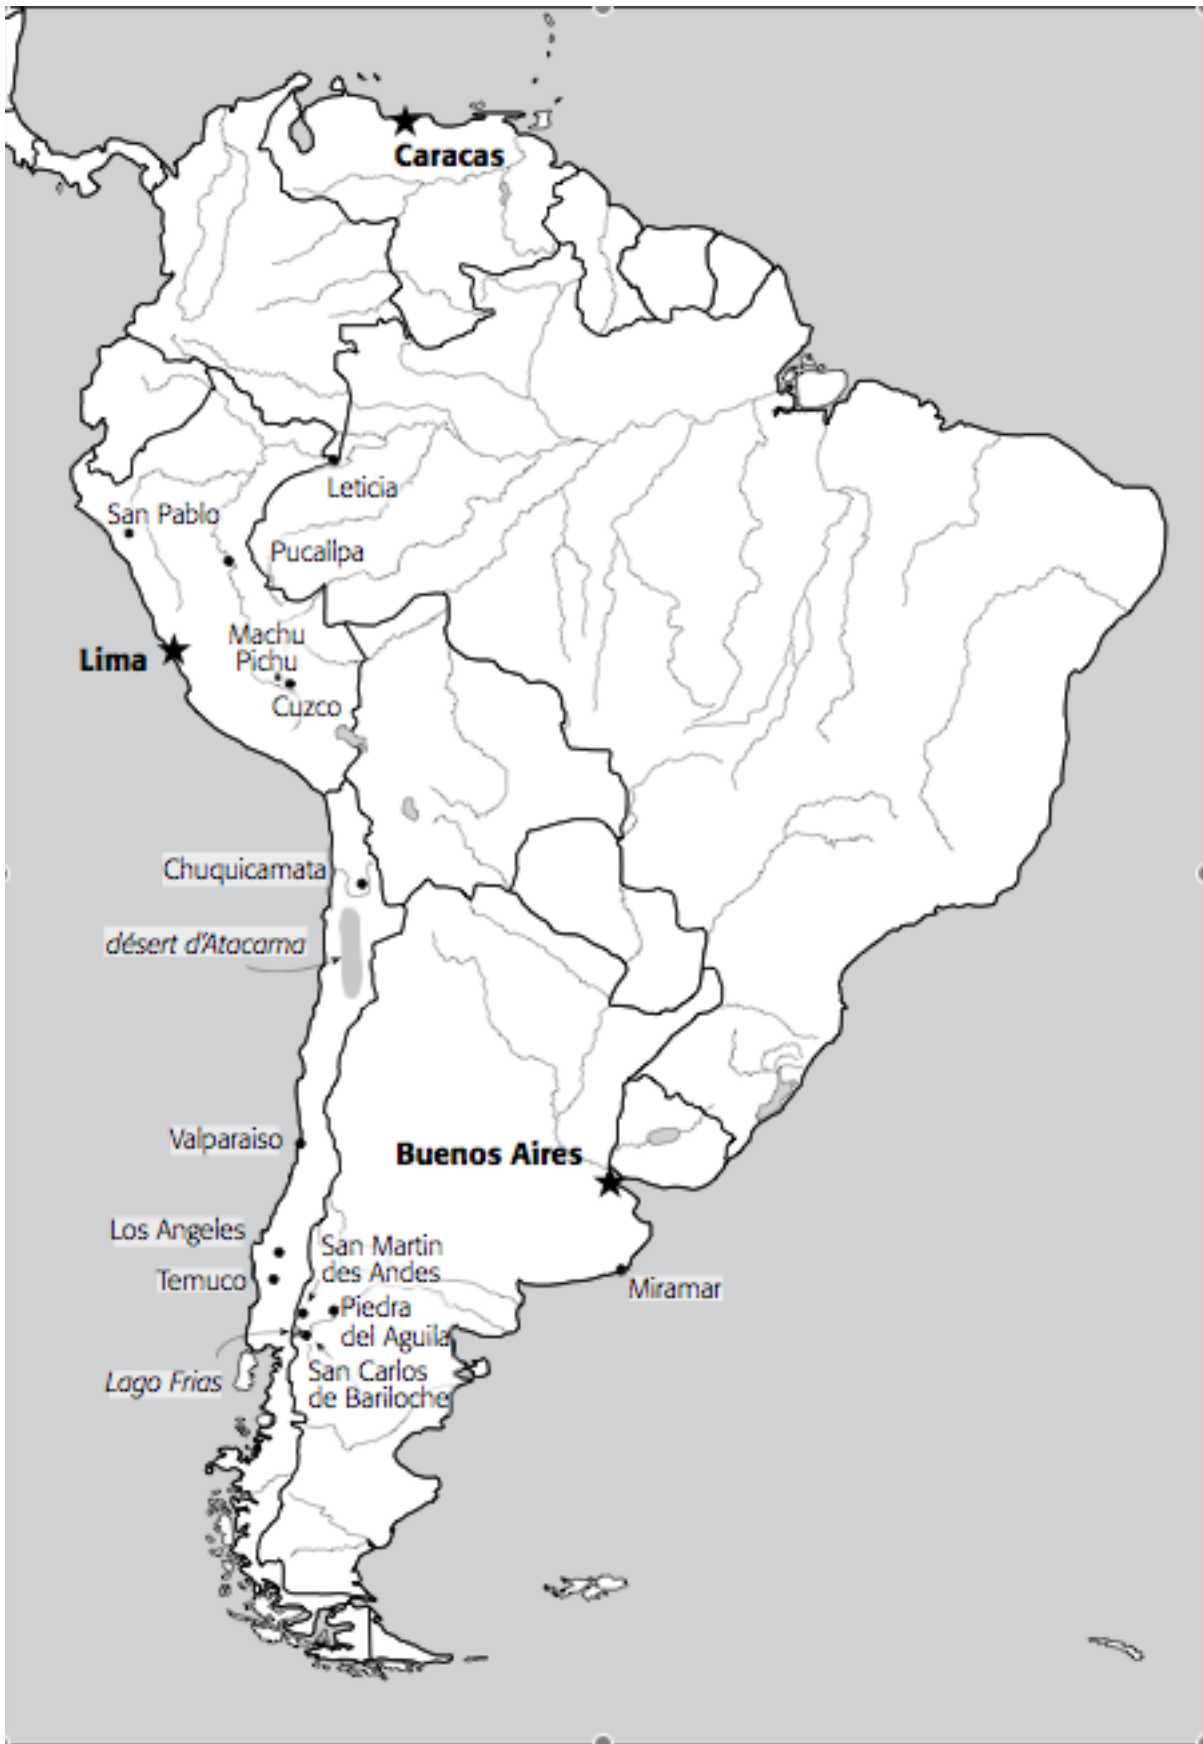 Caracas
Leticia
San Pablo
Pucallpa
Machu
Pichu
Lima
Cuzco
Chuquicamata
désert d'Atacama
Valparaiso
Buenos Aires
Los Angeles
San Martin
des Andes
Temuco
Miramar
Piedra
del Aguila
Lago Frias
San Carlos
de Bariloche